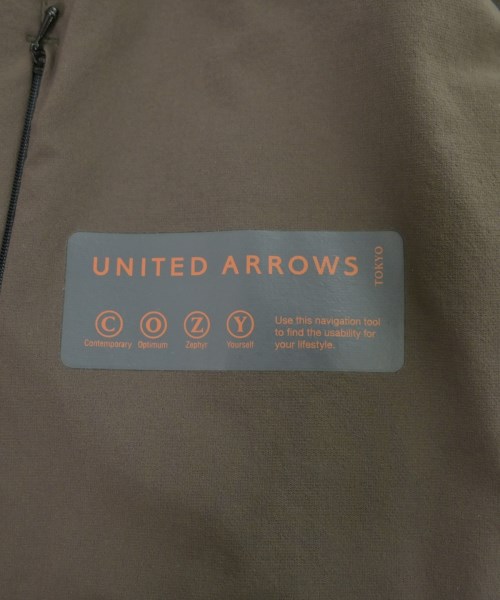 UNITED ARROWS TOKYO
C O Z Y
Contemporary Optimum Zephyr Yourself
Use this navigation tool
to find the usability for
your lifestyle.